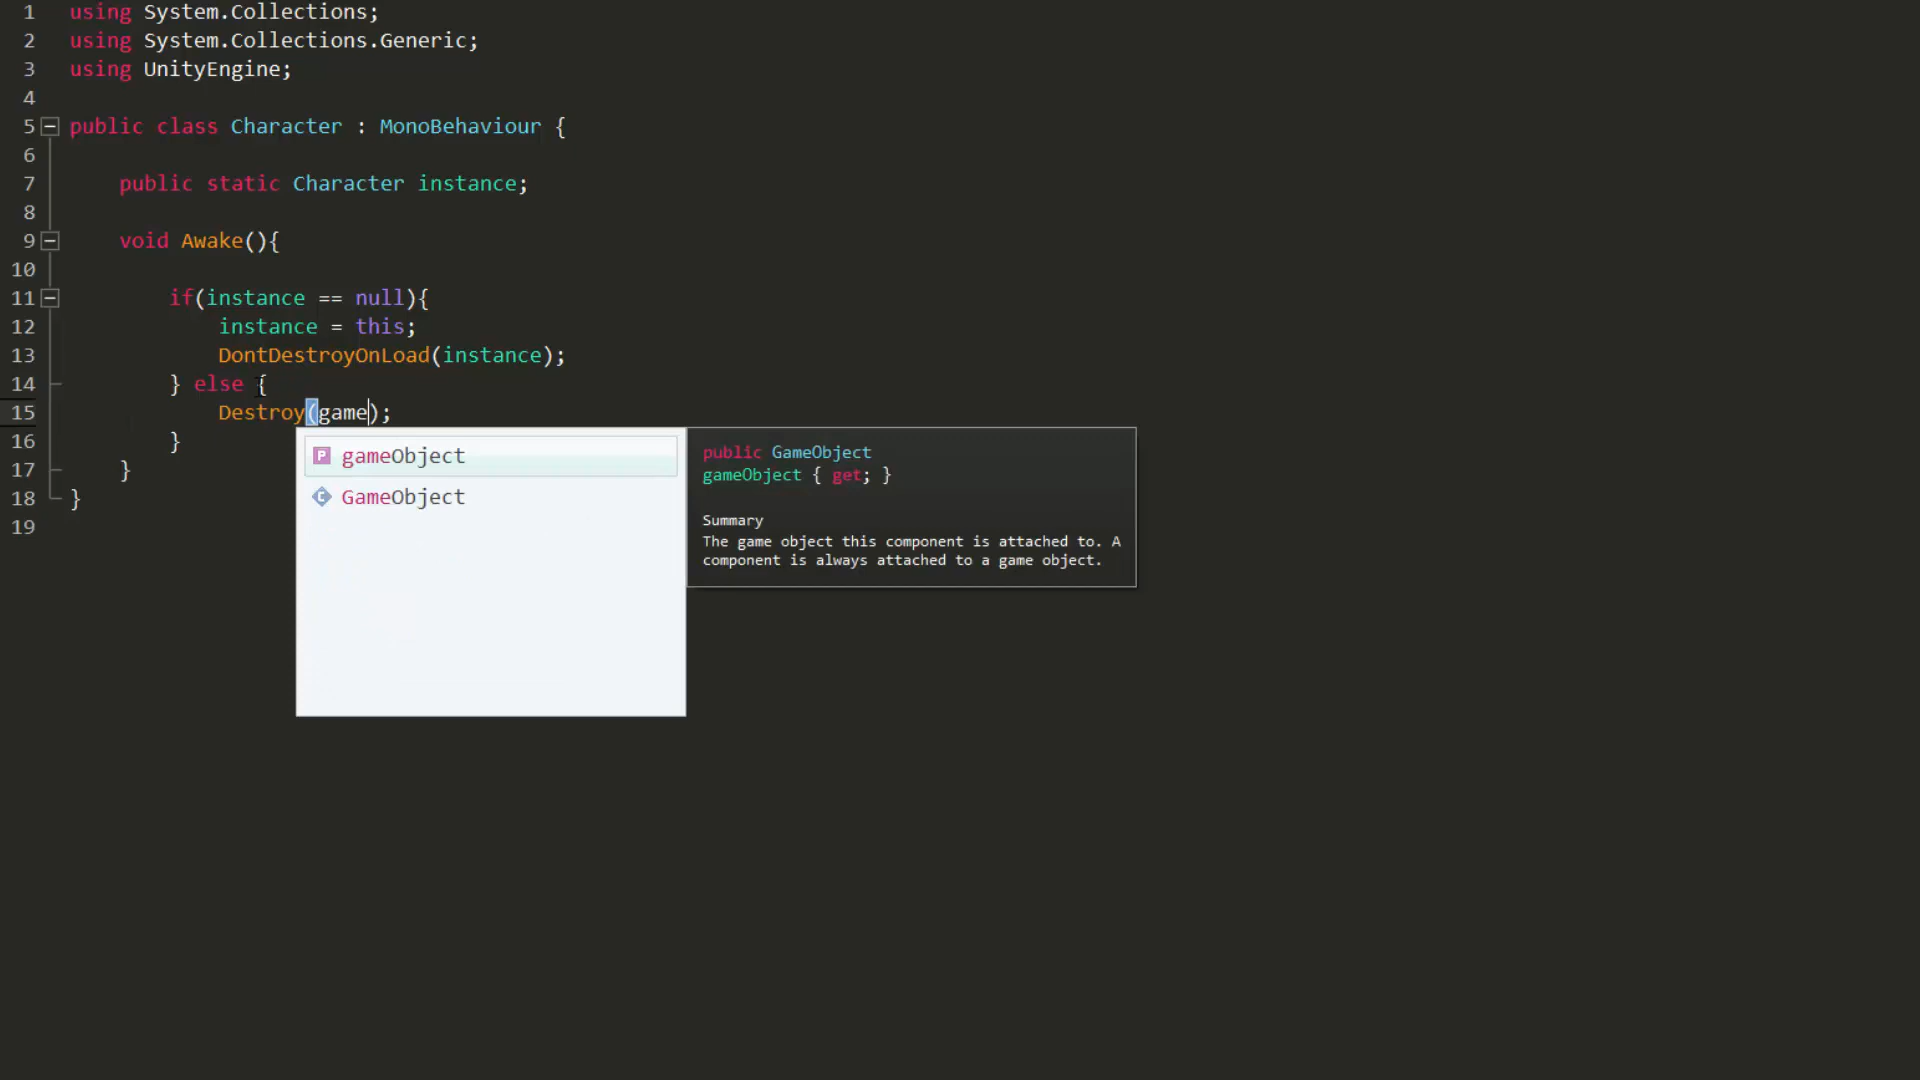 1 using System.Collections;
2 using System.Collections.Generic;
3 using UnityEngine;
4
5 public class Character : MonoBehaviour {
6
7 public static Character instance;
8
9 void Awake(){
10
11 if(instance == null){
12 instance = this;
13 DontDestroyOnLoad(instance);
14 } else {
15 Destroy(game);
16 }
17 }
18 }
19
P gameObject
C GameObject
public GameObject
gameObject { get; }
Summary
The game object this component is attached to. A
component is always attached to a game object.